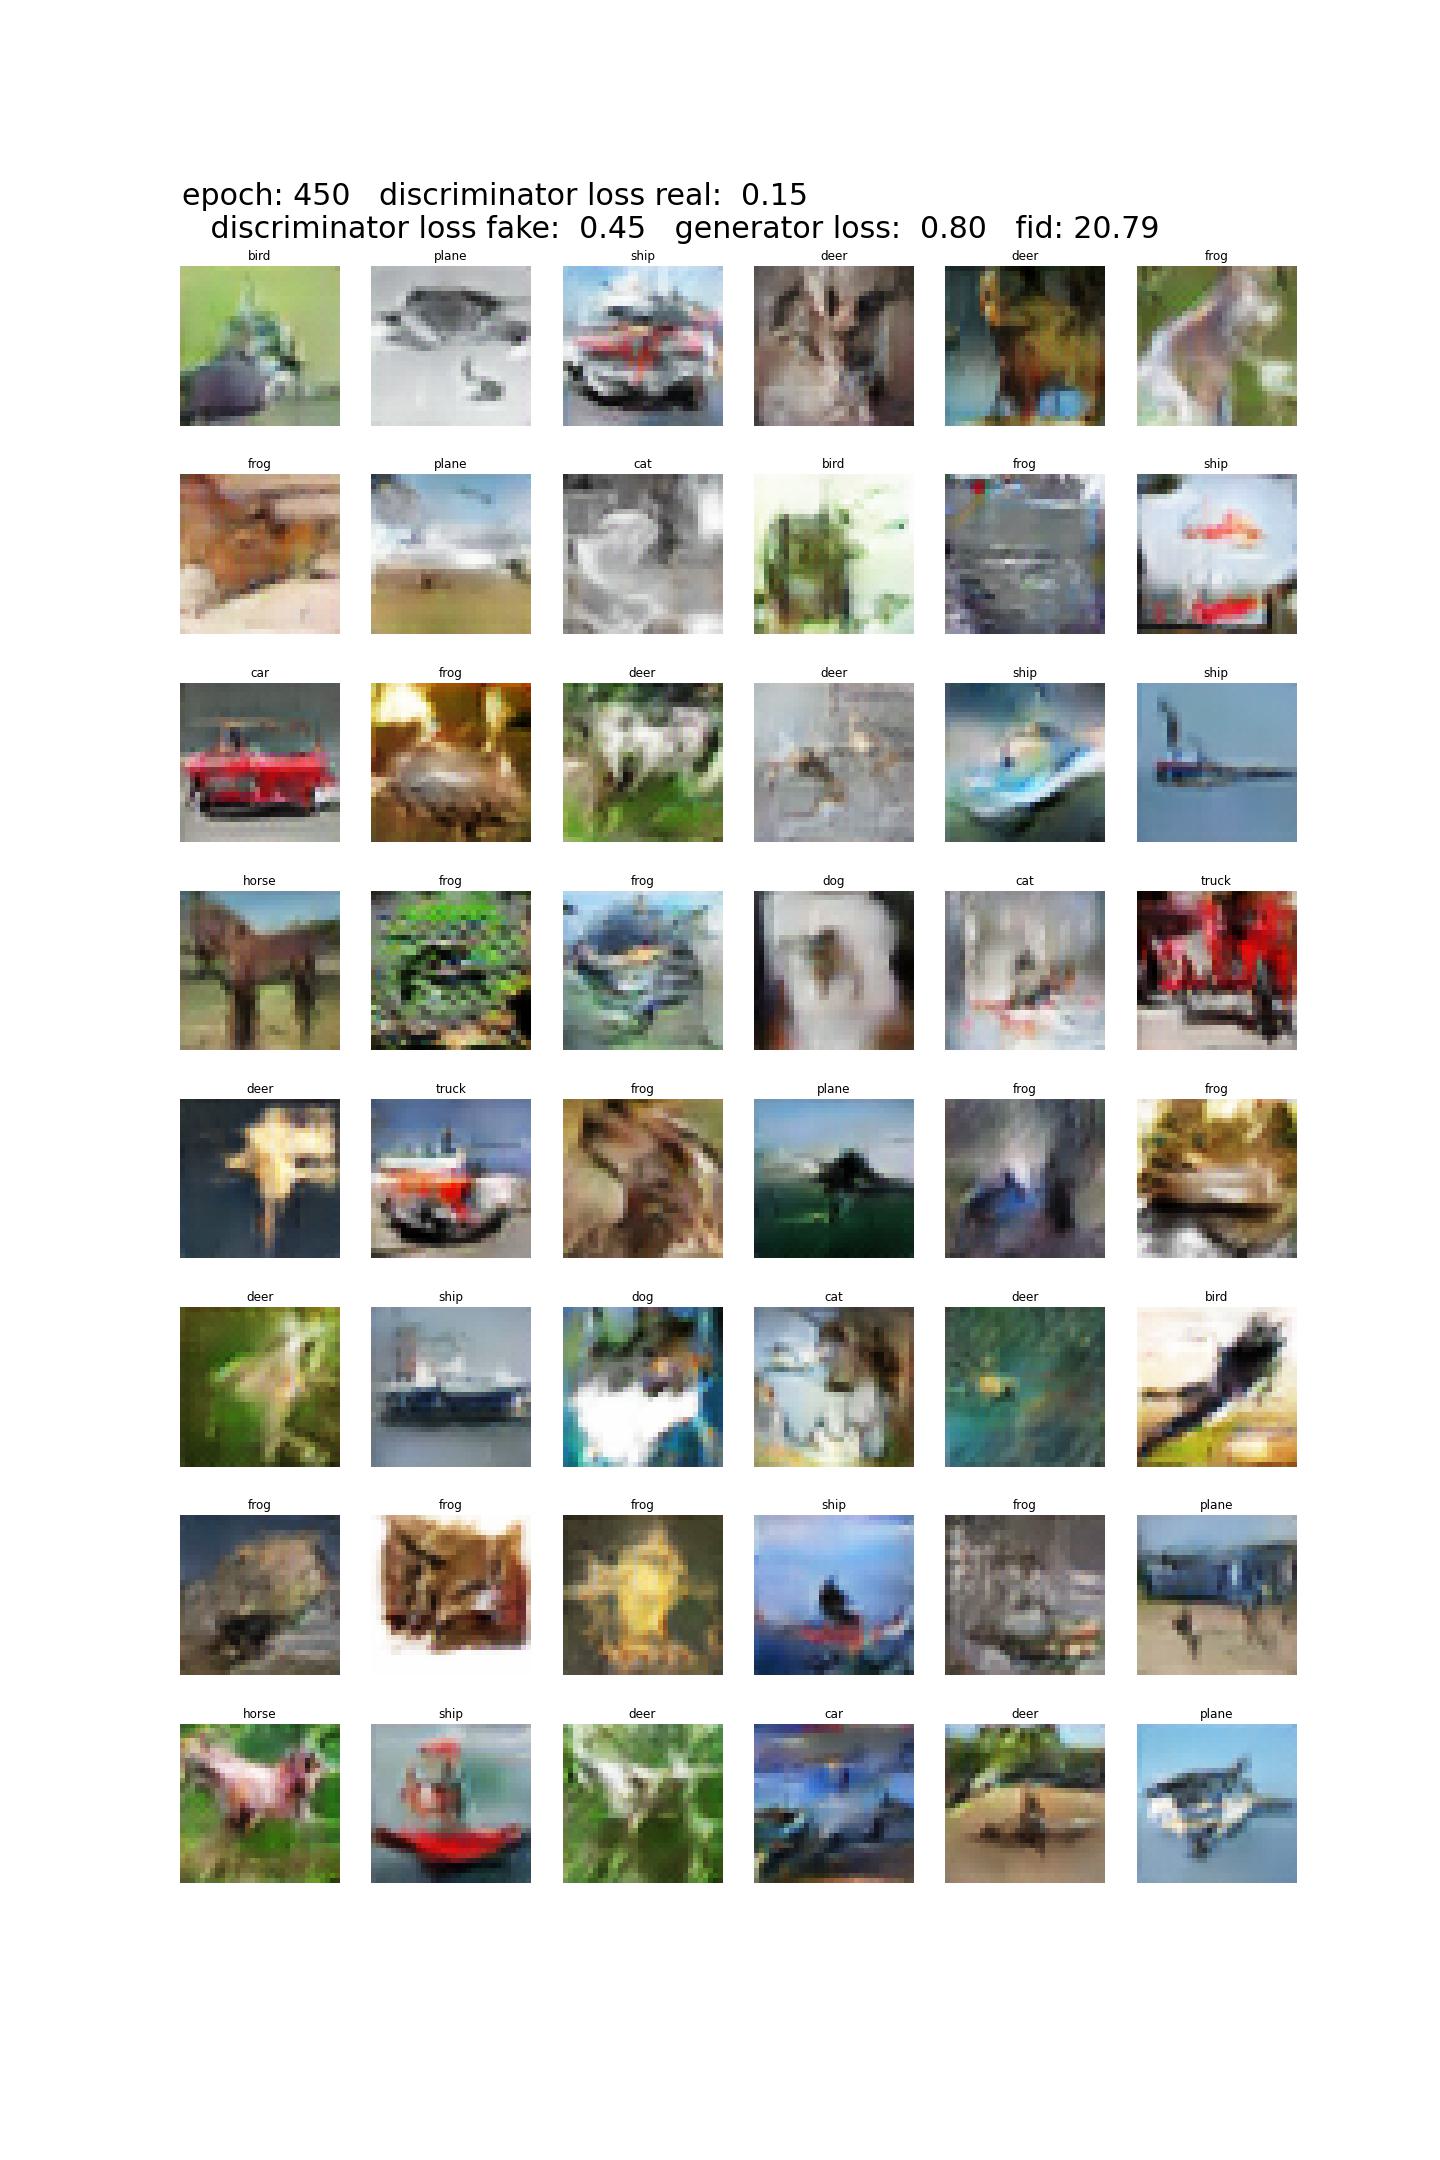 epoch: 450   discriminator loss real:  0.15
discriminator loss fake:  0.45   generator loss:  0.80   fid: 20.79
bird plane ship deer deer frog
frog plane cat bird frog ship
car frog deer deer ship ship
horse frog frog dog cat truck
deer truck frog plane frog frog
deer ship dog cat deer bird
frog frog frog ship frog plane
horse ship deer car deer plane